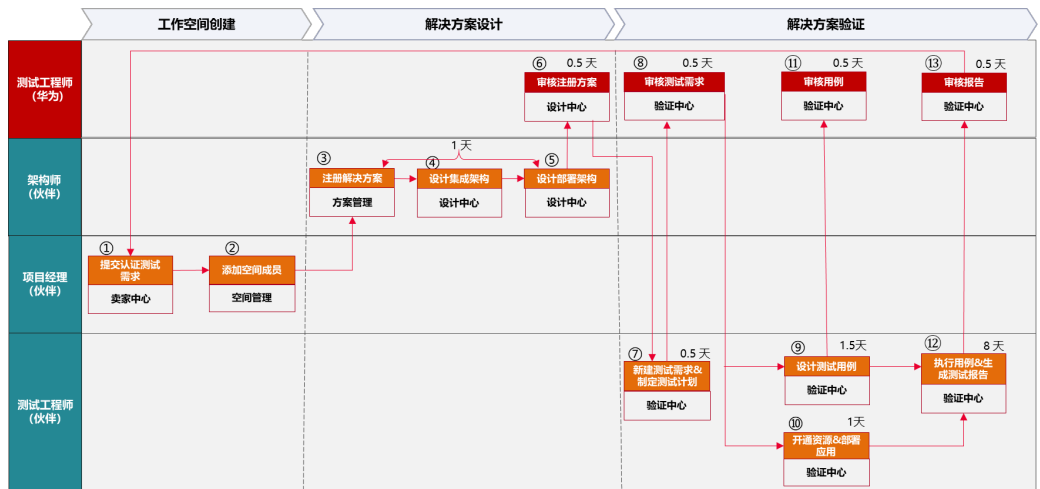 工作空间创建
解决方案设计
解决方案验证
测试工程师
（华为）
⑥ 0.5 天
审核注册方案
设计中心
⑧ 0.5 天
审核测试需求
验证中心
⑪ 0.5 天
审核用例
验证中心
⑬ 0.5 天
审核报告
验证中心
架构师
（伙伴）
1 天
③
注册解决方案
方案管理
④
设计集成架构
设计中心
⑤
设计部署架构
设计中心
项目经理
（伙伴）
①
提交认证测试
需求
卖家中心
②
添加空间成员
空间管理
测试工程师
（伙伴）
⑦ 0.5 天
新建测试需求&
制定测试计划
验证中心
⑨ 1.5天
设计测试用例
验证中心
⑫ 8 天
执行用例&生
成测试报告
验证中心
⑩ 1天
开通资源&部署
应用
验证中心